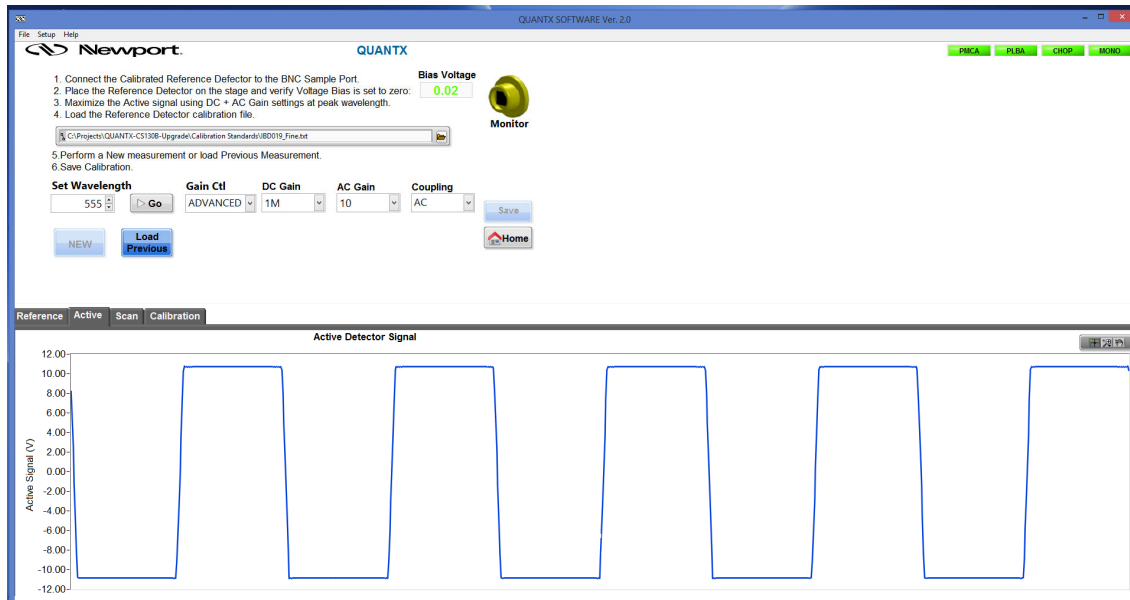 QUANTX SOFTWARE Ver. 2.0
File Setup Help
Newport.
QUANTX
PMCA PLBA CHOP MONO
1. Connect the Calibrated Reference Defector to the BNC Sample Port.
2. Place the Reference Detector on the stage and verify Voltage Bias is set to zero:
3. Maximize the Active signal using DC + AC Gain settings at peak wavelength.
4. Load the Reference Detector calibration file.
Bias Voltage
0.02
Monitor
C:\Projects\QUANTX-CS130B-Upgrade\Calibration Standards\JBD019_Fine.txt
5.Perform a New measurement or load Previous Measurement.
6.Save Calibration.
Set Wavelength Gain Ctl DC Gain AC Gain Coupling
555 Go ADVANCED 1M 10 AC
Save
NEW
Load
Previous
Home
Reference Active Scan Calibration
Active Detector Signal
Active Signal (V)
12.00
10.00
8.00
6.00
4.00
2.00
0.00
-2.00
-4.00
-6.00
-8.00
-10.00
-12.00